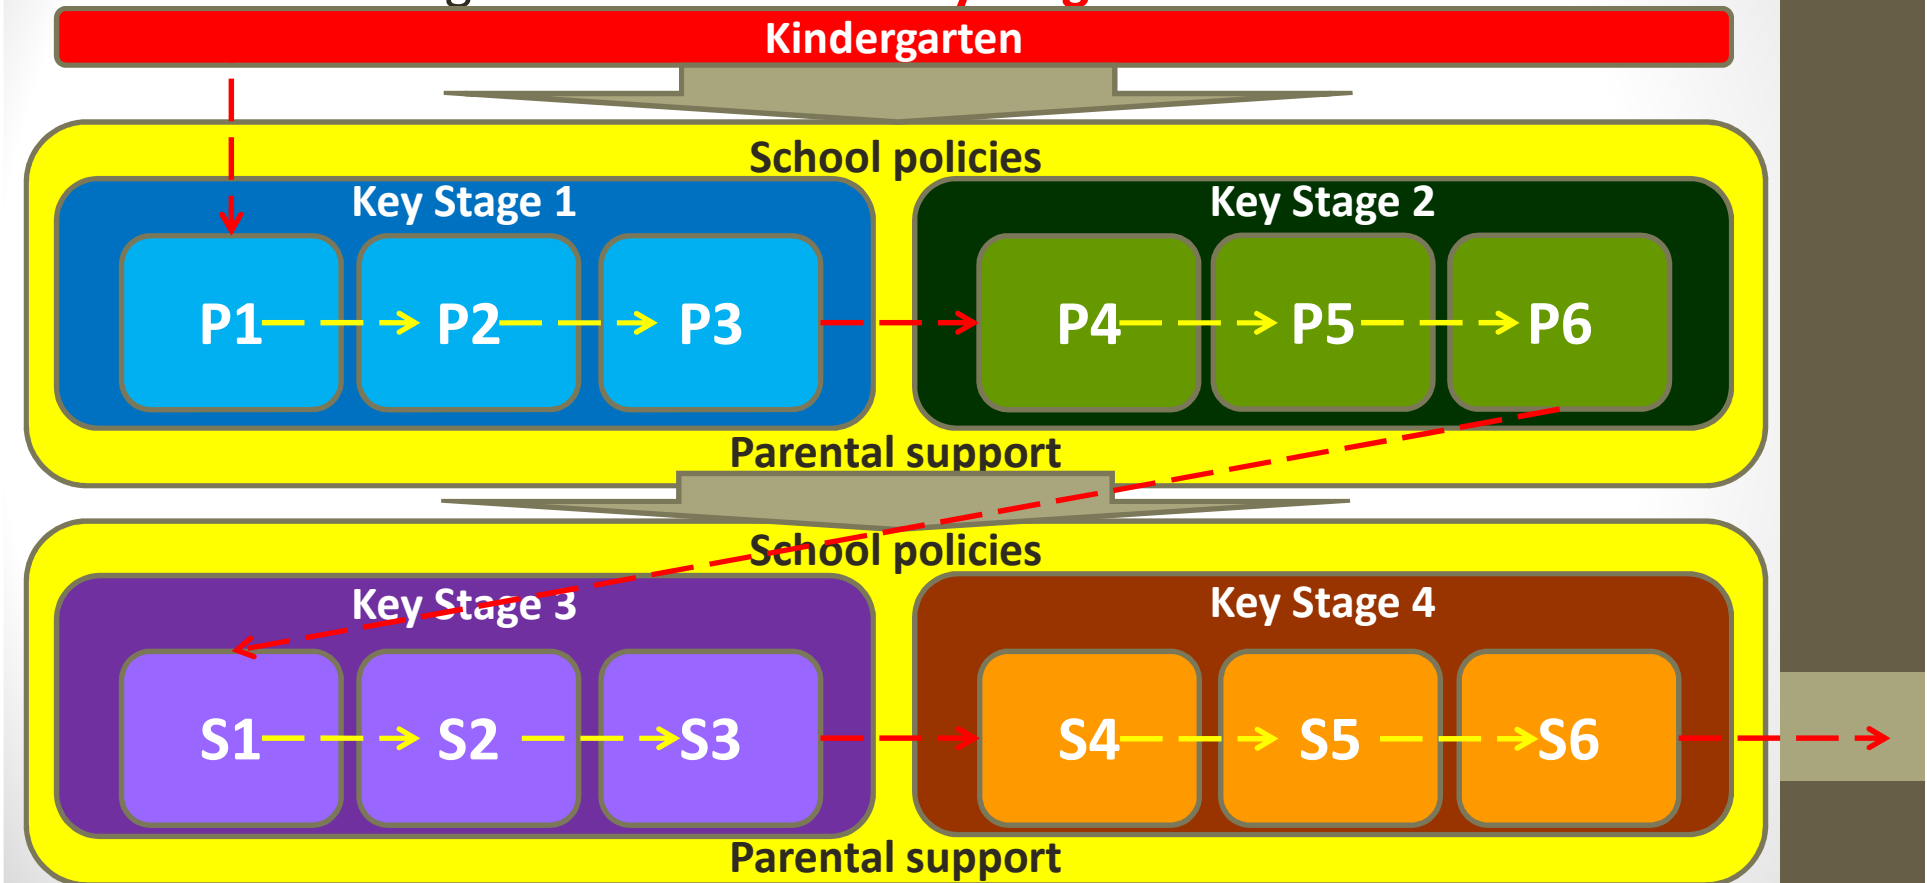 Kindergarten
School policies
Key Stage 1
Key Stage 2
P1
P2
P3
P4
P5
P6
Parental support
School policies
Key Stage 3
Key Stage 4
S1
S2
S3
S4
S5
S6
Parental support